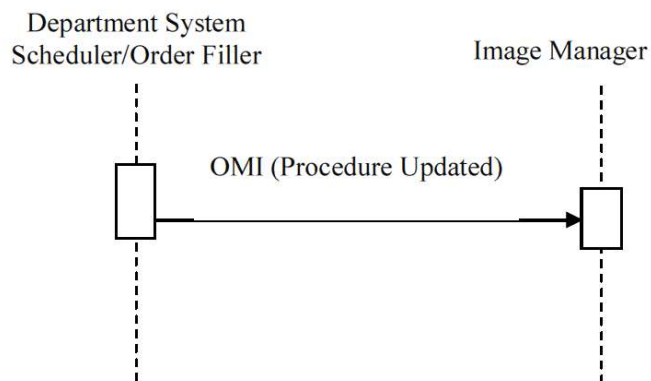 Department System
Scheduler/Order Filler
Image Manager
OMI (Procedure Updated)